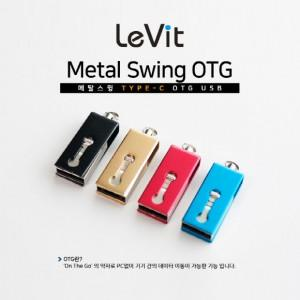 LeVit
Metal Swing OTG
메탈스윙 TYPE-C OTG USB
> OTG란?
'On The Go' 의 약자로 PC없이 기기 간의 데이터 이동이 가능한 기능 입니다.